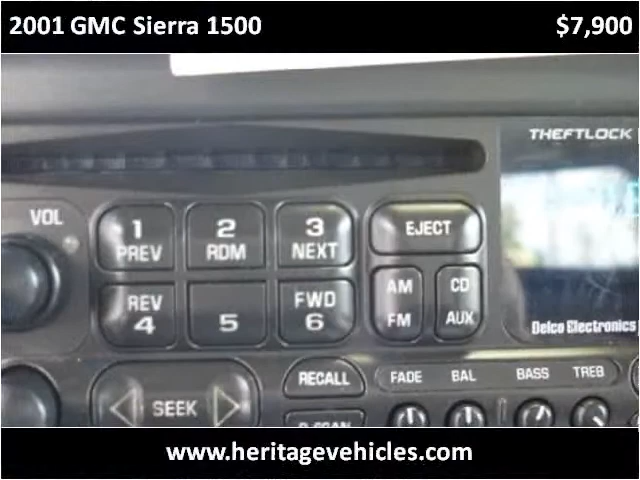 2001 GMC Sierra 1500 $7,900
THEFTLOCK
VOL
1 2 3 EJECT
PREV RDM NEXT
REV FWD AM CD
4 5 6 FM AUX
Delco Electronics
RECALL FADE BAL BASS TREB
SEEK
www.heritagevehicles.com